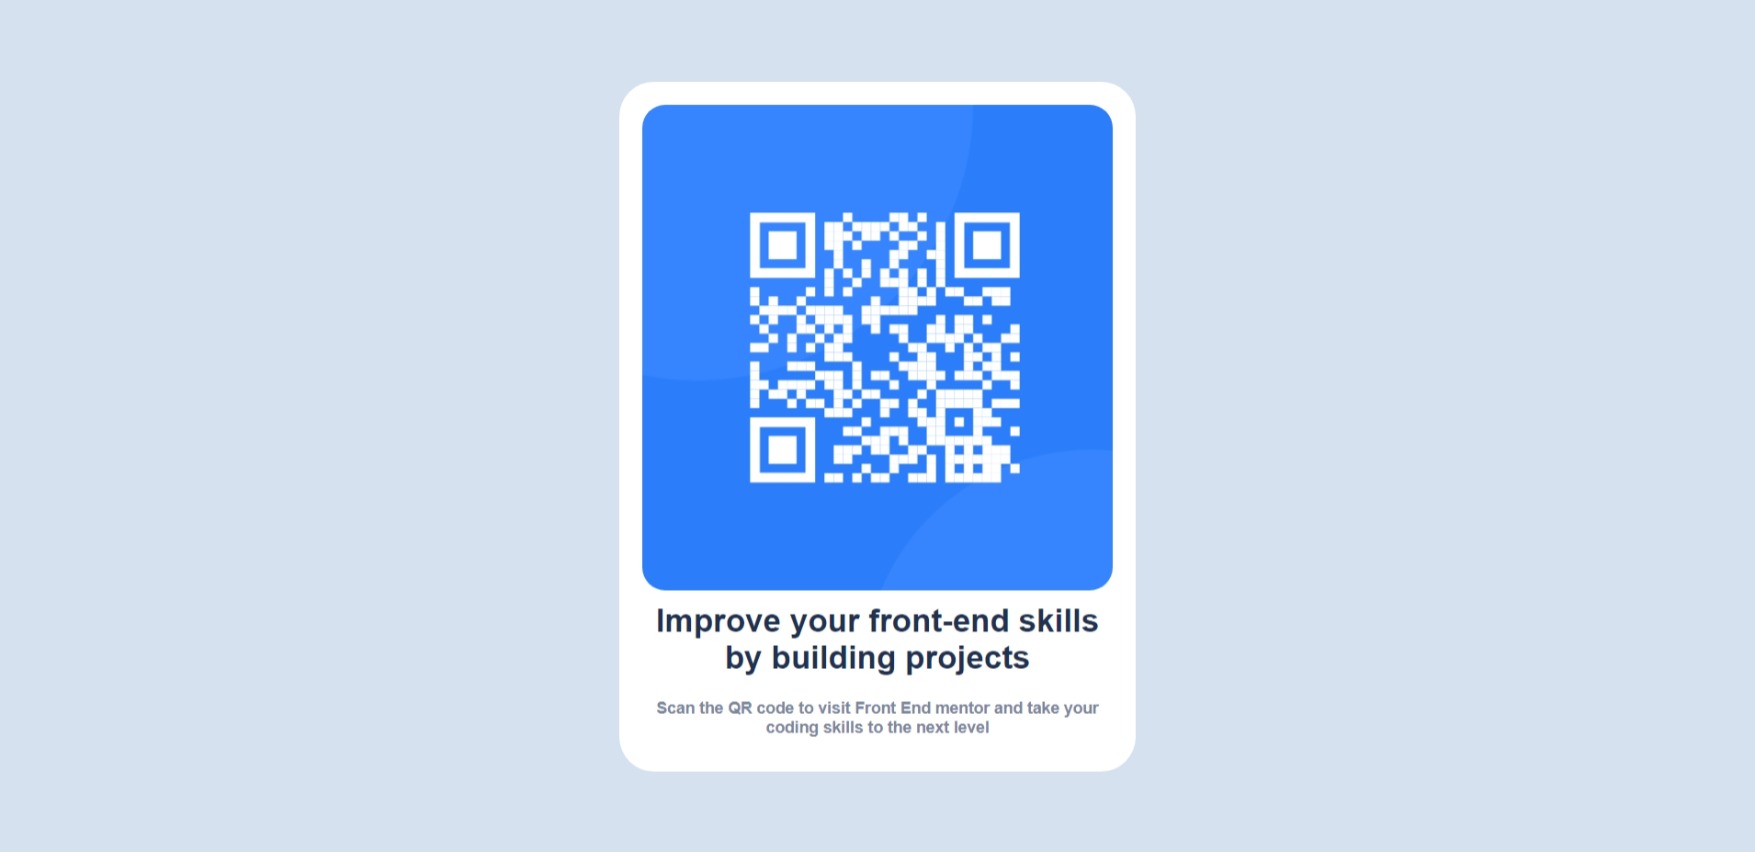 Improve your front-end skills
by building projects
Scan the QR code to visit Front End mentor and take your
coding skills to the next level